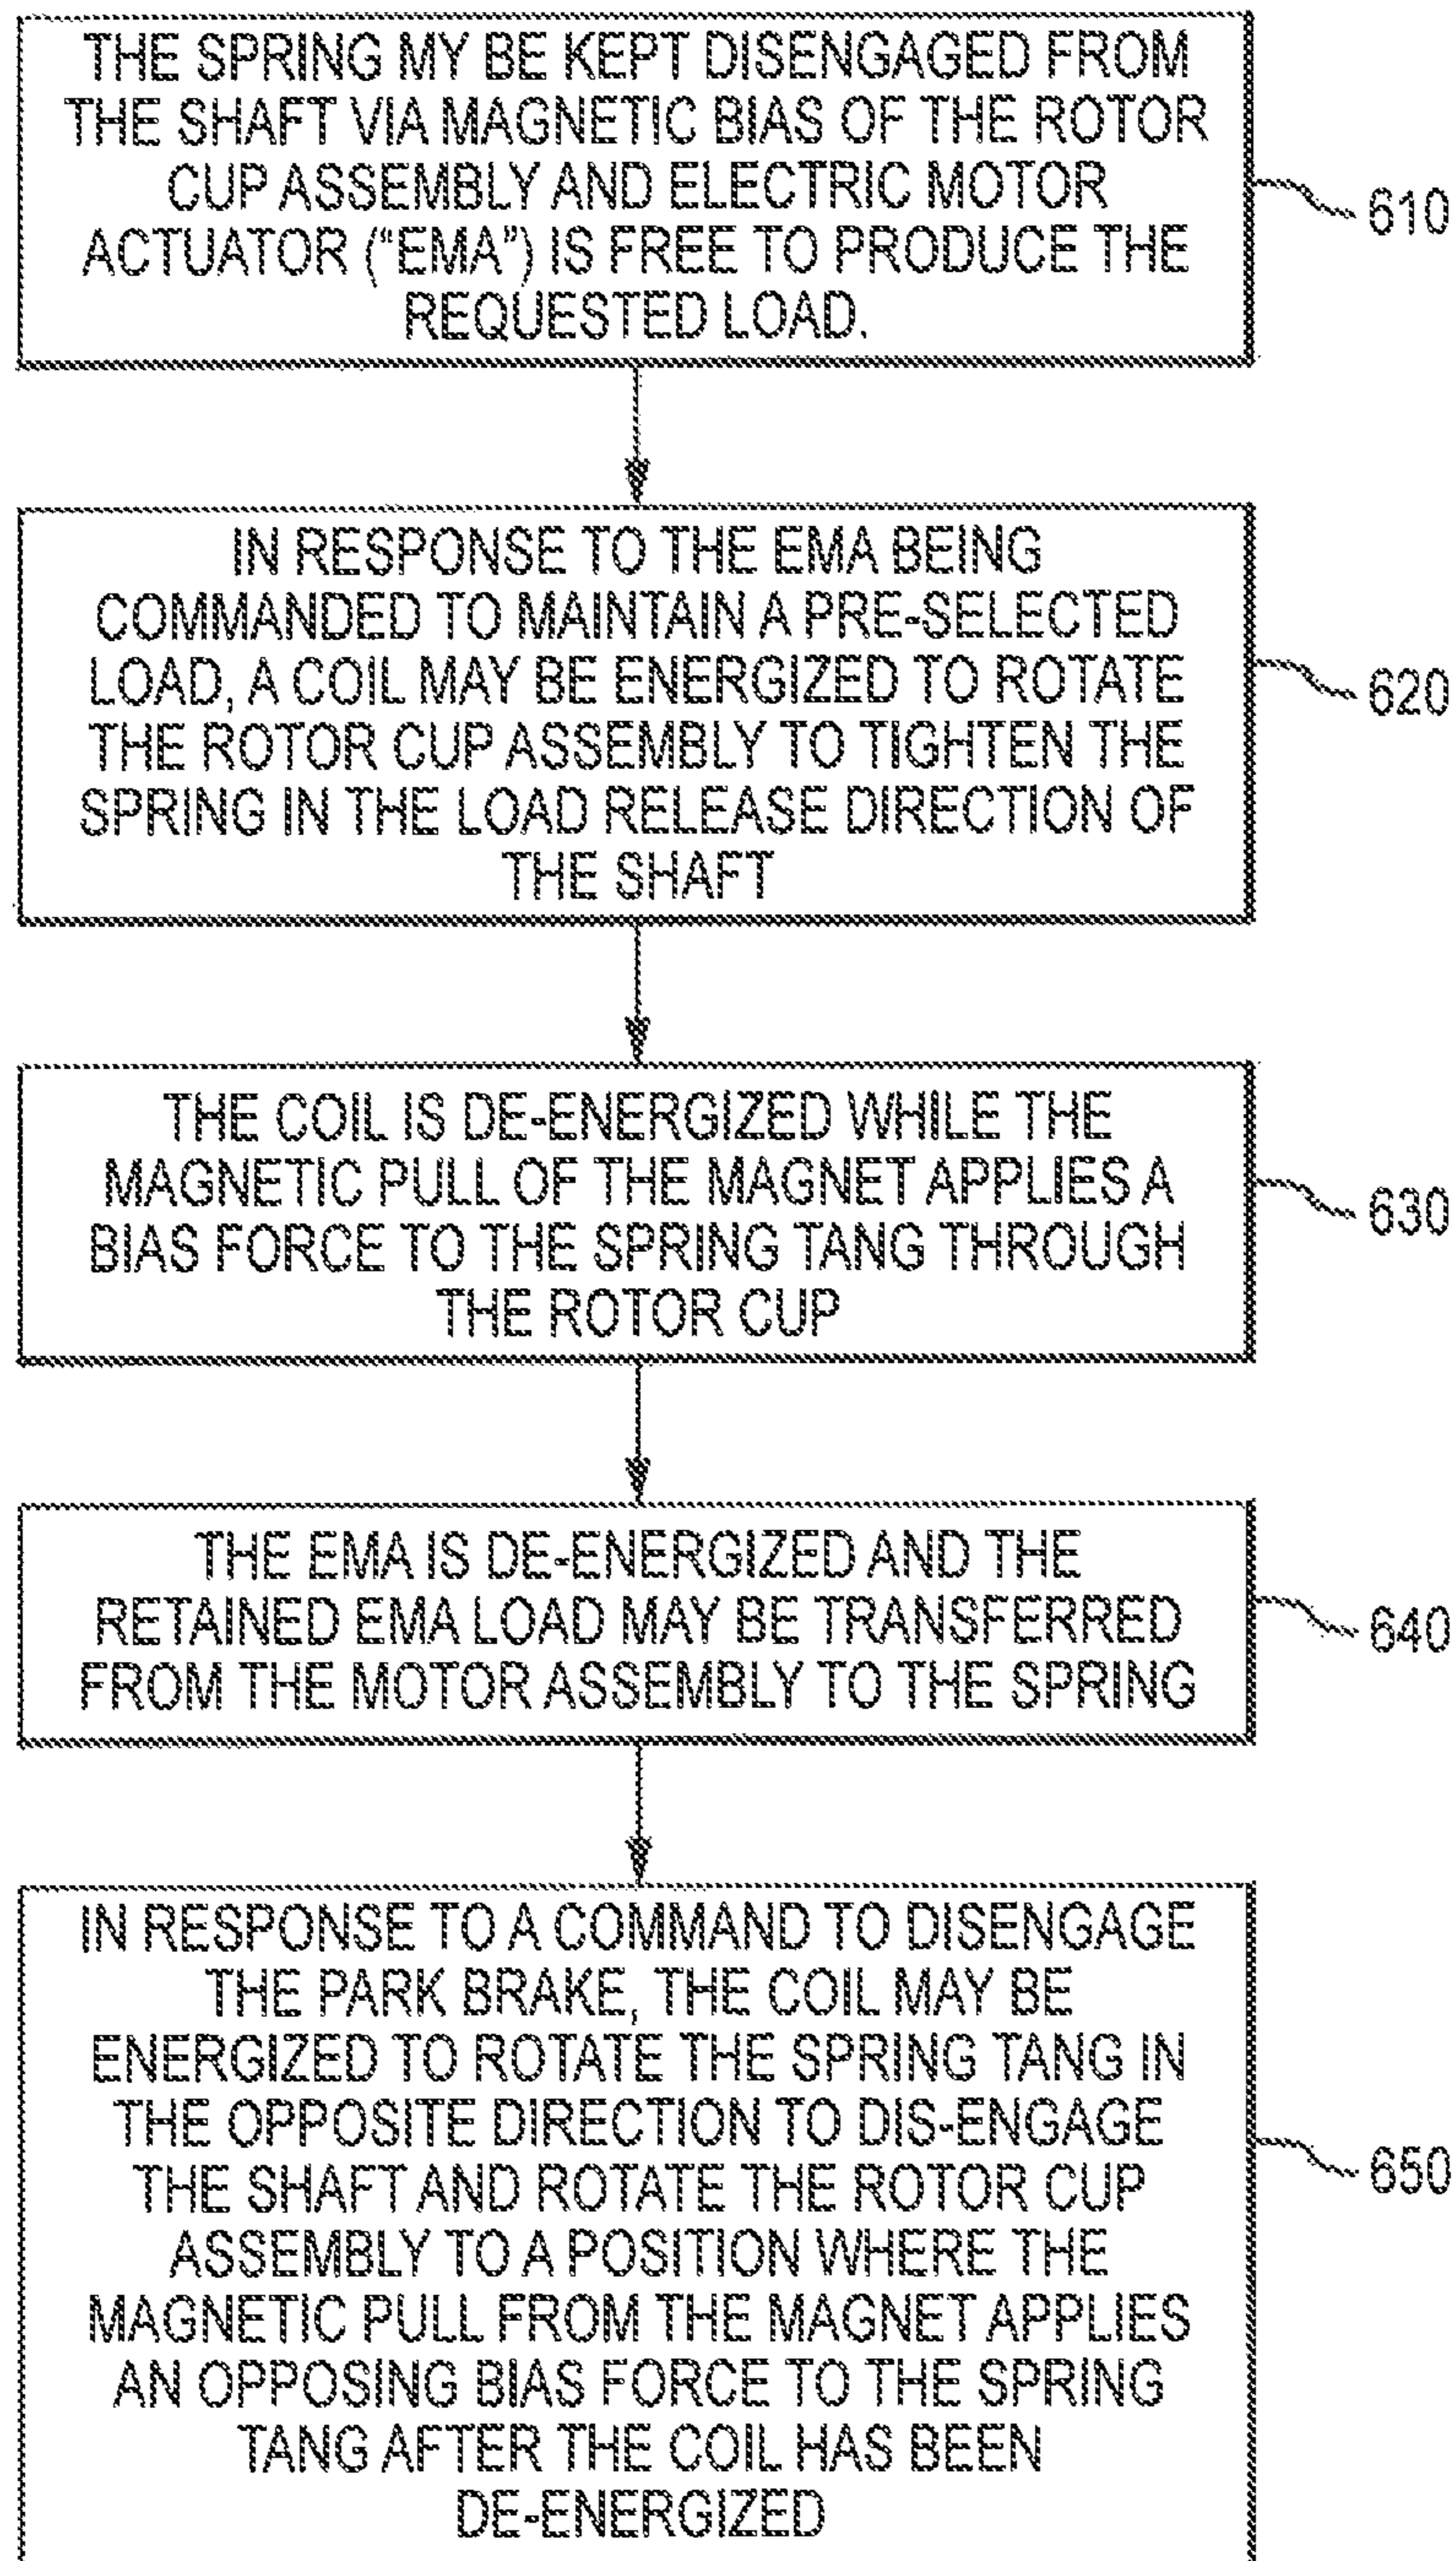 THE SPRING MY BE KEPT DISENGAGED FROM
THE SHAFT VIA MAGNETIC BIAS OF THE ROTOR
CUP ASSEMBLY AND ELECTRIC MOTOR
ACTUATOR ("EMA") IS FREE TO PRODUCE THE
REQUESTED LOAD.
610
IN RESPONSE TO THE EMA BEING
COMMANDED TO MAINTAIN A PRE-SELECTED
LOAD, A COIL MAY BE ENERGIZED TO ROTATE
THE ROTOR CUP ASSEMBLY TO TIGHTEN THE
SPRING IN THE LOAD RELEASE DIRECTION OF
THE SHAFT
620
THE COIL IS DE-ENERGIZED WHILE THE
MAGNETIC PULL OF THE MAGNET APPLIES A
BIAS FORCE TO THE SPRING TANG THROUGH
THE ROTOR CUP
630
THE EMA IS DE-ENERGIZED AND THE
RETAINED EMA LOAD MAY BE TRANSFERRED
FROM THE MOTOR ASSEMBLY TO THE SPRING
640
IN RESPONSE TO A COMMAND TO DISENGAGE
THE PARK BRAKE, THE COIL MAY BE
ENERGIZED TO ROTATE THE SPRING TANG IN
THE OPPOSITE DIRECTION TO DIS-ENGAGE
THE SHAFT AND ROTATE THE ROTOR CUP
ASSEMBLY TO A POSITION WHERE THE
MAGNETIC PULL FROM THE MAGNET APPLIES
AN OPPOSING BIAS FORCE TO THE SPRING
TANG AFTER THE COIL HAS BEEN
DE-ENERGIZED
650